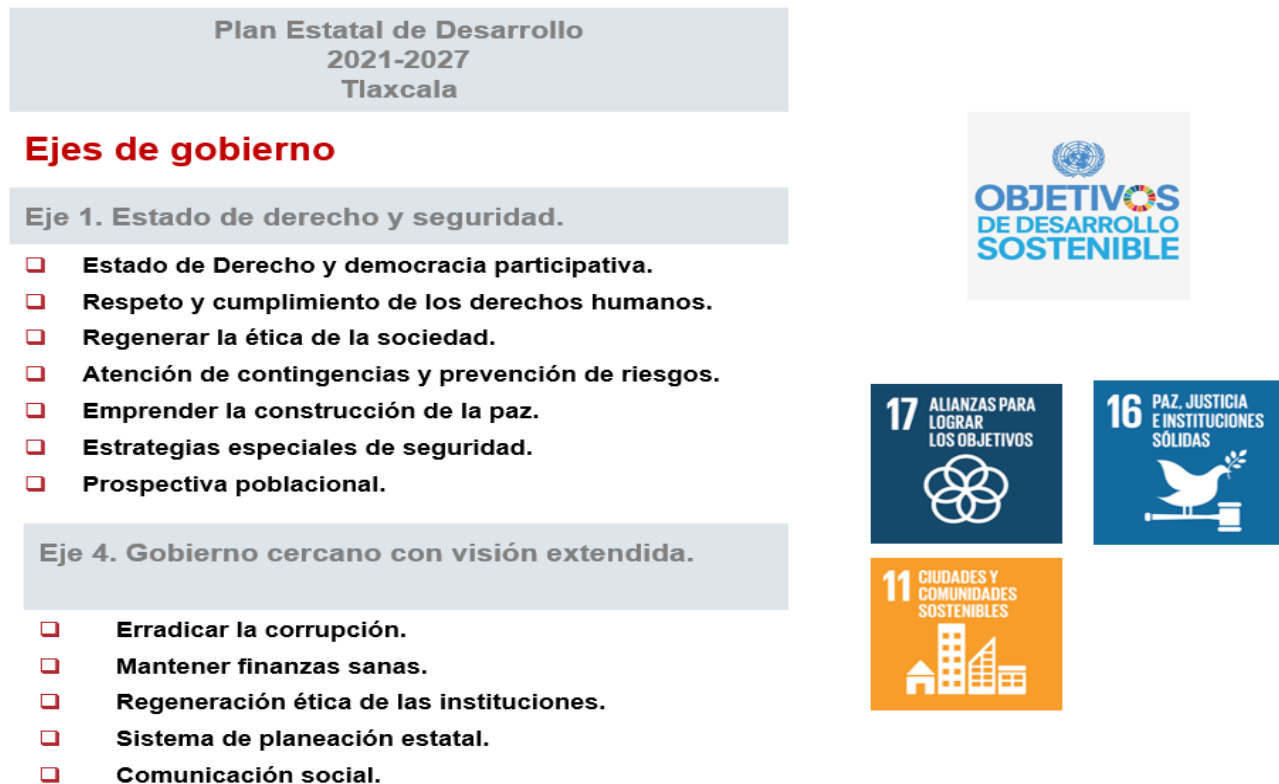 Plan Estatal de Desarrollo
2021-2027
Tlaxcala
Ejes de gobierno
Eje 1. Estado de derecho y seguridad.
Estado de Derecho y democracia participativa.
Respeto y cumplimiento de los derechos humanos.
Regenerar la ética de la sociedad.
Atención de contingencias y prevención de riesgos.
Emprender la construcción de la paz.
Estrategias especiales de seguridad.
Prospectiva poblacional.
Eje 4. Gobierno cercano con visión extendida.
Erradicar la corrupción.
Mantener finanzas sanas.
Regeneración ética de las instituciones.
Sistema de planeación estatal.
Comunicación social.
OBJETIVOS
DE DESARROLLO
SOSTENIBLE
17 ALIANZAS PARA
LOGRAR
LOS OBJETIVOS
16 PAZ, JUSTICIA
E INSTITUCIONES
SÓLIDAS
11 CIUDADES Y
COMUNIDADES
SOSTENIBLES